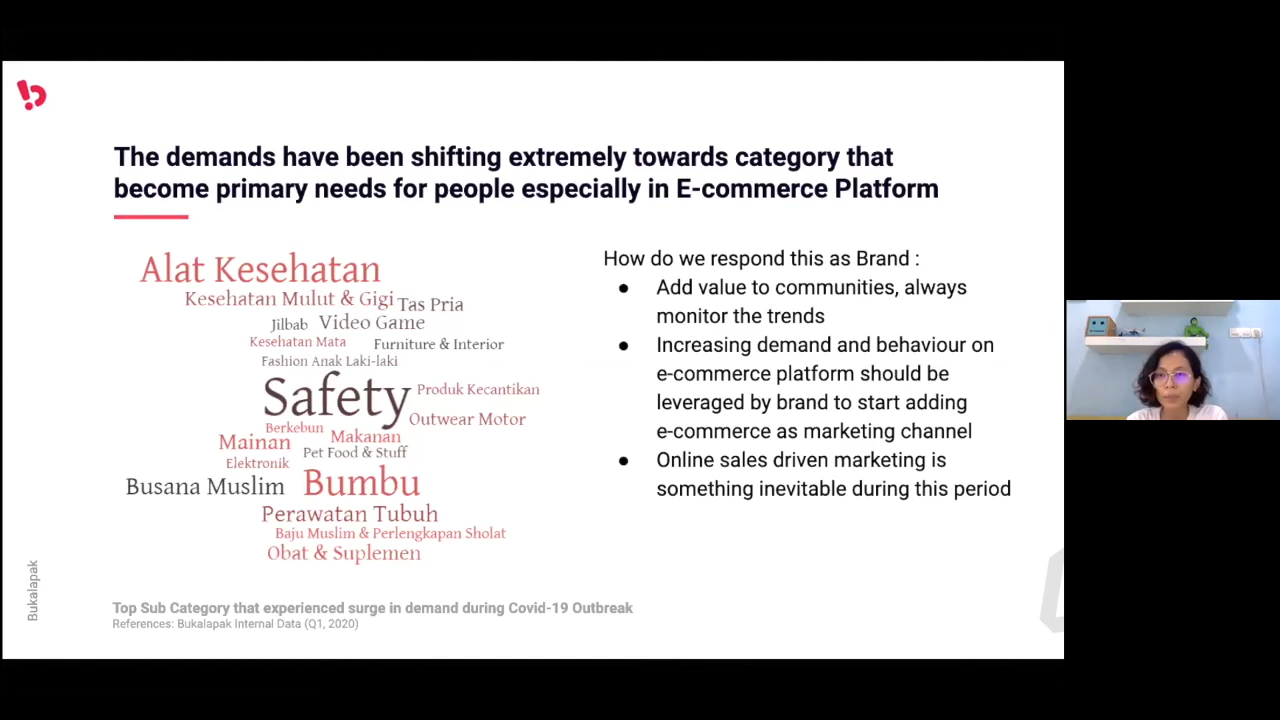 The demands have been shifting extremely towards category that
become primary needs for people especially in E-commerce Platform
Alat Kesehatan
Kesehatan Mulut & Gigi Tas Pria
Jilbab Video Game
Kesehatan Mata Furniture & Interior
Fashion Anak Laki-laki
Safety Produk Kecantikan
Outwear Motor
Berkebun
Mainan Makanan
Pet Food & Stuff
Elektronik
Busana Muslim Bumbu
Perawatan Tubuh
Baju Muslim & Perlengkapan Sholat
Obat & Suplemen
How do we respond this as Brand :
● Add value to communities, always
monitor the trends
● Increasing demand and behaviour on
e-commerce platform should be
leveraged by brand to start adding
e-commerce as marketing channel
● Online sales driven marketing is
something inevitable during this period
Bukalapak
Top Sub Category that experienced surge in demand during Covid-19 Outbreak
References: Bukalapak Internal Data (Q1, 2020)